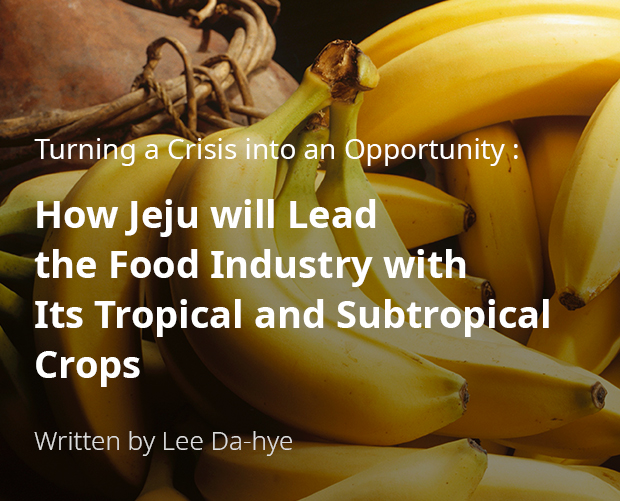 Turning a Crisis into an Opportunity :
How Jeju will Lead
the Food Industry with
Its Tropical and Subtropical
Crops
Written by Lee Da-hye